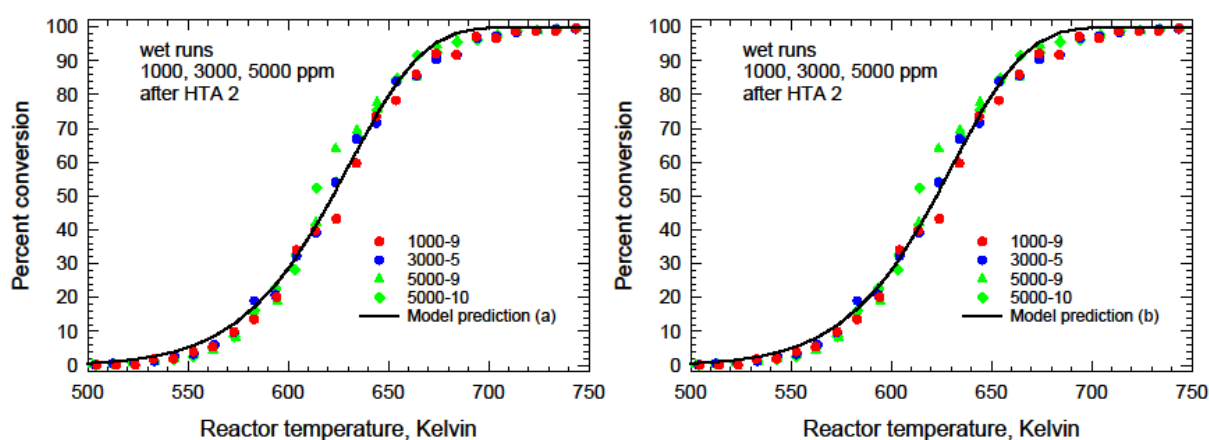 100
90
80
70
60
50
40
30
20
10
0
Percent conversion
wet runs
1000, 3000, 5000 ppm
after HTA 2
1000-9
3000-5
5000-9
5000-10
Model prediction (a)
500 550 600 650 700 750
Reactor temperature, Kelvin
100
90
80
70
60
50
40
30
20
10
0
Percent conversion
wet runs
1000, 3000, 5000 ppm
after HTA 2
1000-9
3000-5
5000-9
5000-10
Model prediction (b)
500 550 600 650 700 750
Reactor temperature, Kelvin